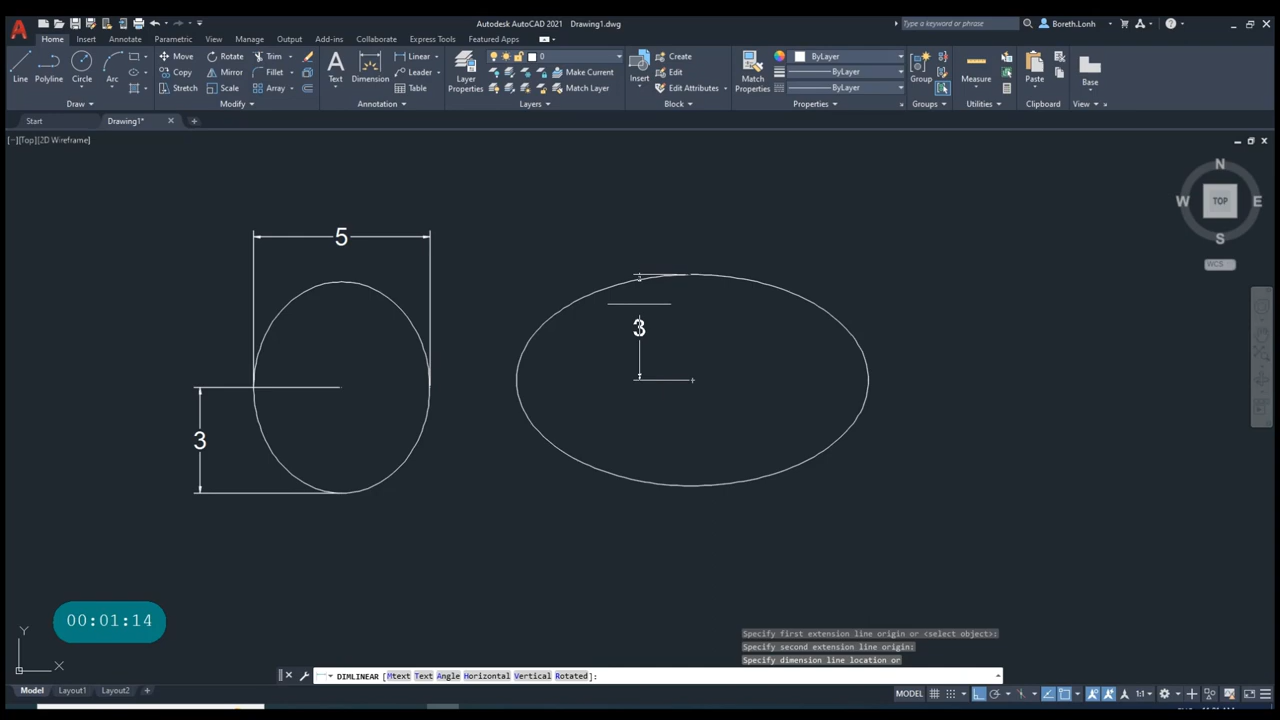 Autodesk AutoCAD 2021 Drawing1.dwg
Type a keyword or phrase
Boreth.Lonh
Home Insert Annotate Parametric View Manage Output Add-ins Collaborate Express Tools Featured Apps
Line Polyline Circle Arc
Move Rotate Trim
Copy Mirror Fillet
Stretch Scale Array
Text Dimension
Linear
Leader
Table
Layer Properties
0
Make Current
Match Layer
Insert
Create
Edit
Edit Attributes
Match Properties
ByLayer
ByLayer
ByLayer
Group
Measure
Paste
Base
Draw Modify Annotation Layers Block Properties Groups Utilities Clipboard View
Start Drawing1*
[−][Top][2D Wireframe]
N
W TOP E
S
WCS
5
3
3
00:01:14
Y
X
Specify first extension line origin or <select object>:
Specify second extension line origin:
Specify dimension line location or
DIMLINEAR [Mtext Text Angle Horizontal Vertical Rotated]:
Model Layout1 Layout2 +
MODEL 1:1